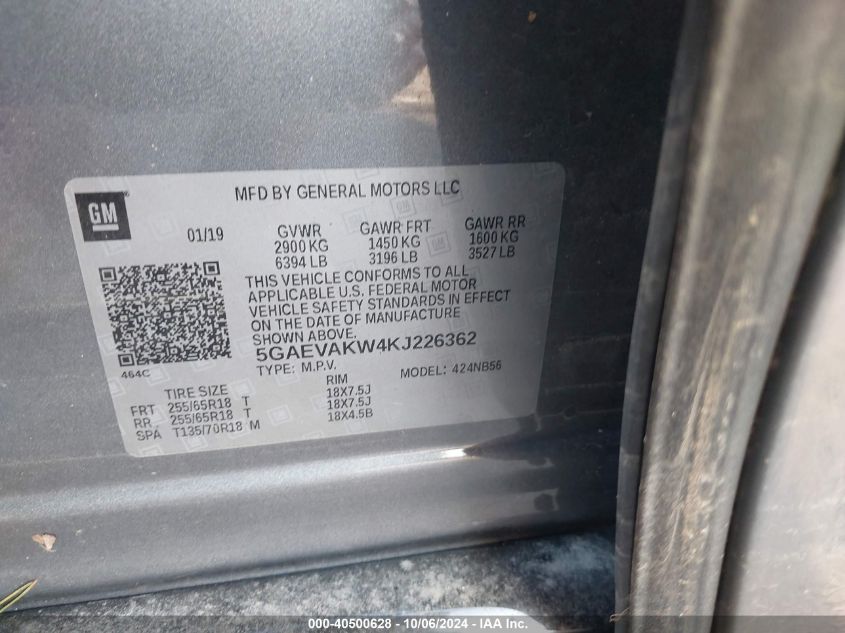 GM
MFD BY GENERAL MOTORS LLC
01/19 GVWR GAWR FRT GAWR RR
2900 KG 1450 KG 1600 KG
6394 LB 3196 LB 3527 LB
THIS VEHICLE CONFORMS TO ALL
APPLICABLE U.S. FEDERAL MOTOR
VEHICLE SAFETY STANDARDS IN EFFECT
ON THE DATE OF MANUFACTURE
SHOWN ABOVE.
464C
5GAEVAKW4KJ226362
TYPE: M.P.V. MODEL: 424NB56
TIRE SIZE RIM
FRT 255/65R18 T 18X7.5J
RR 255/65R18 T 18X7.5J
SPA T135/70R18 M 18X4.5B
000-40500628 - 10/06/2024 - IAA Inc.